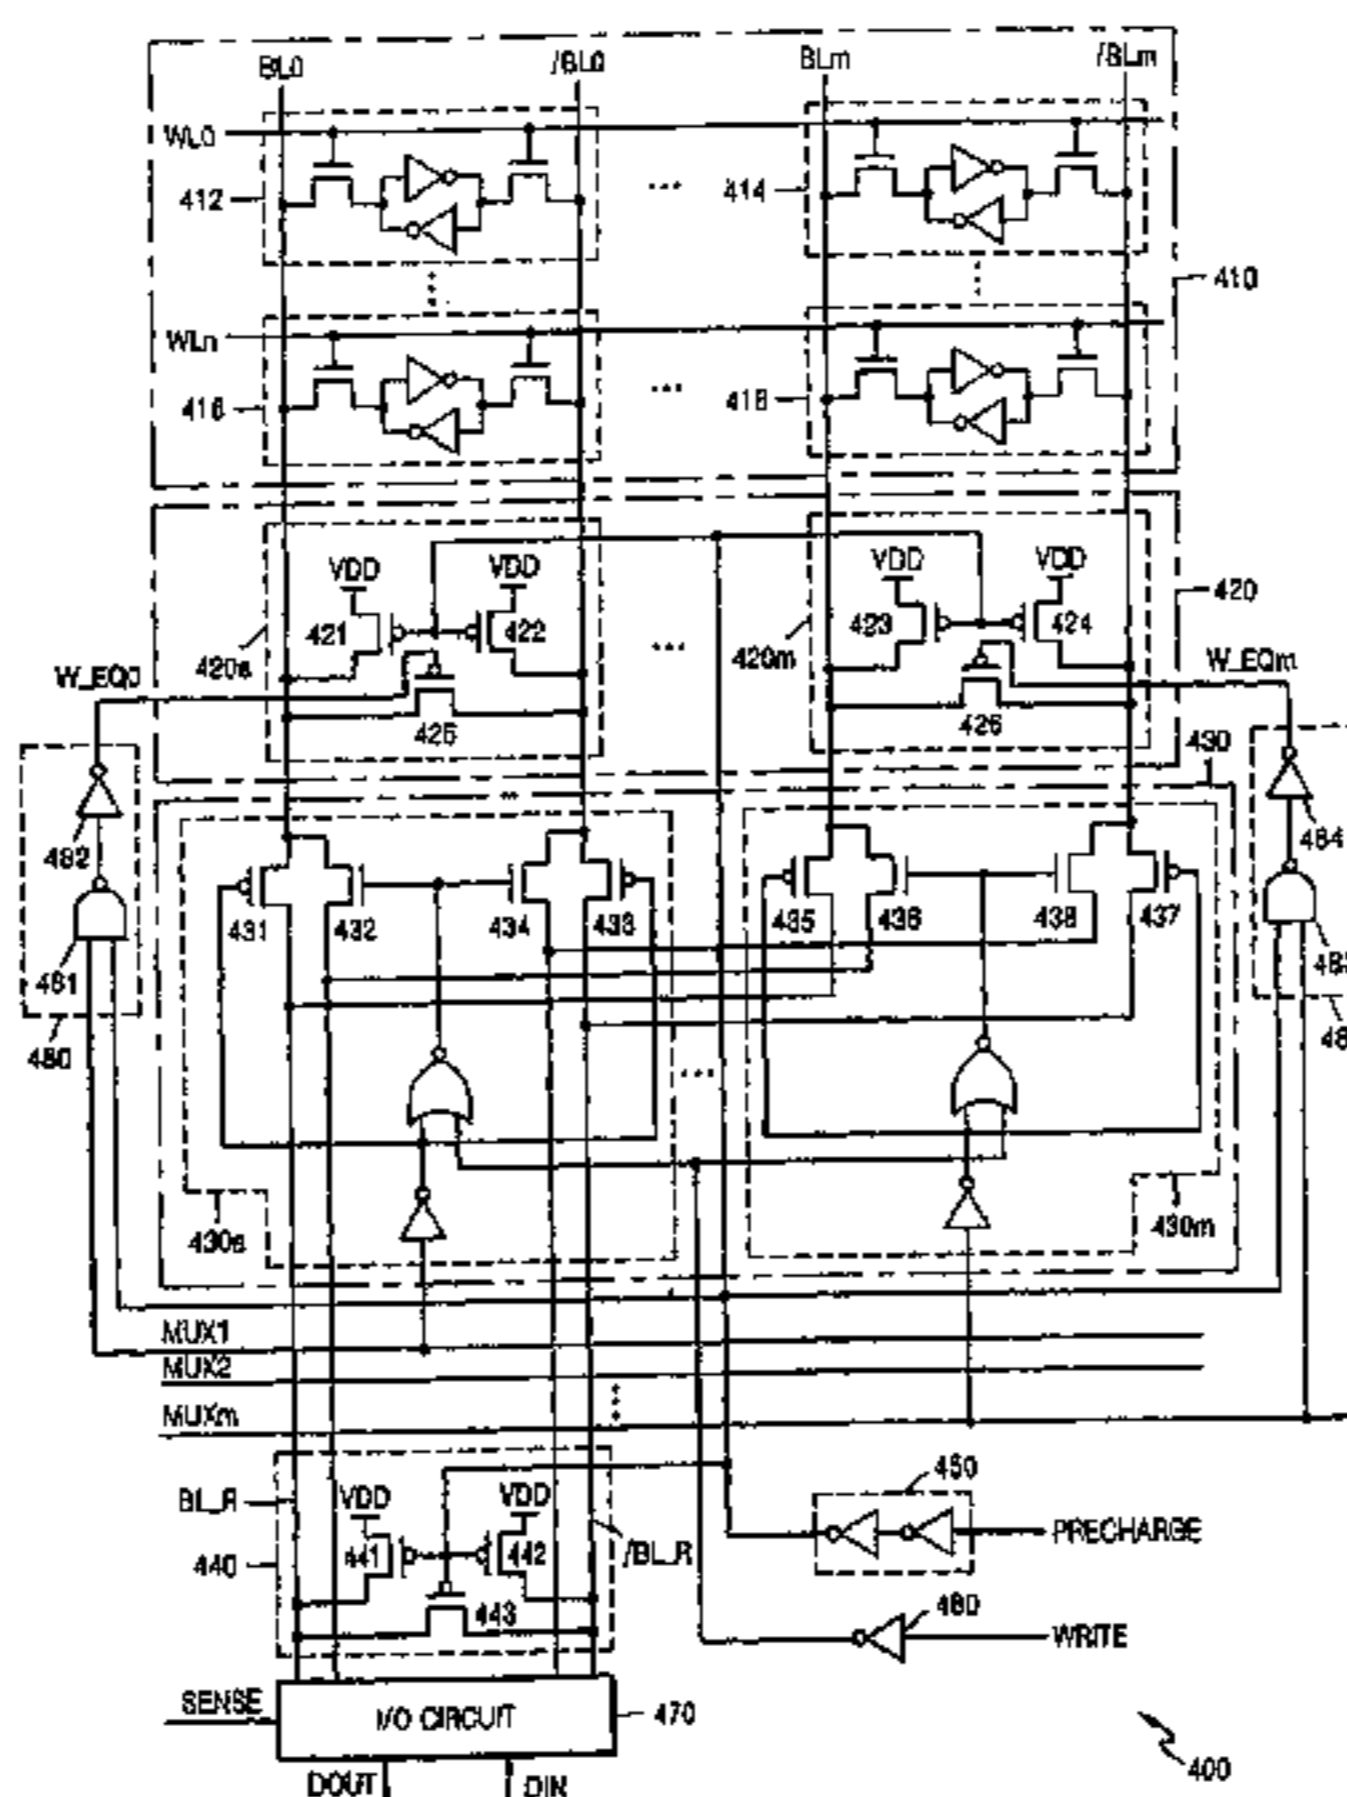 BL0 /BL0 BLm /BLm
WL0
412 414
410
WLn
416 418
VDD VDD VDD VDD
421 422 423 424
420
420a 420m
W_EQ0 W_EQm
425 426
430
482 484
431 432 434 433 435 436 438 437
481
480
430a 430m
MUX1
MUX2
MUXm
450
BL_R VDD VDD
PRECHARGE
441 442 /BL_R
440
443 460
WRITE
SENSE
I/O CIRCUIT 470
DOUT DIN
400